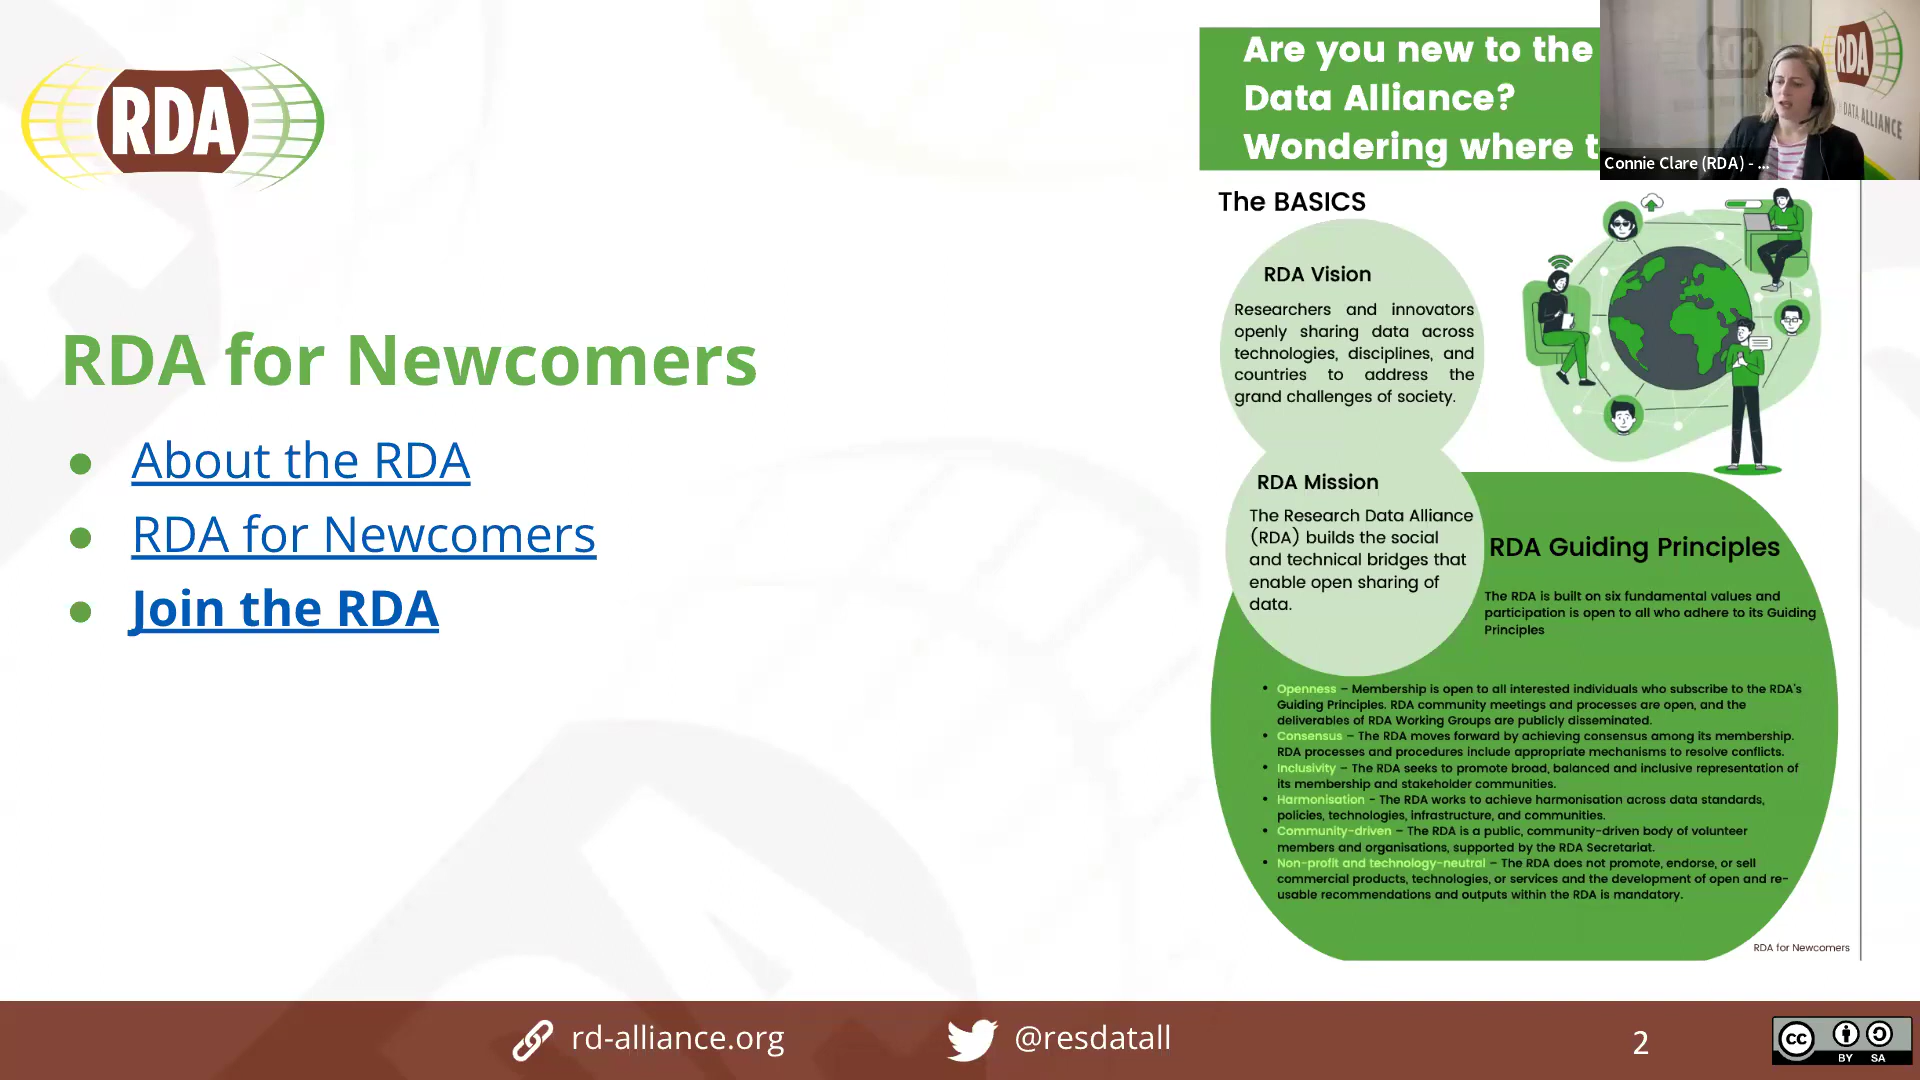 RDA
RDA for Newcomers
About the RDA
RDA for Newcomers
Join the RDA
Are you new to the
Data Alliance?
Wondering where t
RDA
DATA ALLIANCE
Connie Clare (RDA) - ...
The BASICS
RDA Vision
Researchers and innovators
openly sharing data across
technologies, disciplines, and
countries to address the
grand challenges of society.
RDA Mission
The Research Data Alliance
(RDA) builds the social
and technical bridges that
enable open sharing of
data.
RDA Guiding Principles
The RDA is built on six fundamental values and
participation is open to all who adhere to its Guiding
Principles
• Openness – Membership is open to all interested individuals who subscribe to the RDA's
Guiding Principles. RDA community meetings and processes are open, and the
deliverables of RDA Working Groups are publicly disseminated.
• Consensus – The RDA moves forward by achieving consensus among its membership.
RDA processes and procedures include appropriate mechanisms to resolve conflicts.
• Inclusivity – The RDA seeks to promote broad, balanced and inclusive representation of
its membership and stakeholder communities.
• Harmonisation - The RDA works to achieve harmonisation across data standards,
policies, technologies, infrastructure, and communities.
• Community-driven – The RDA is a public, community-driven body of volunteer
members and organisations, supported by the RDA Secretariat.
• Non-profit and technology-neutral – The RDA does not promote, endorse, or sell
commercial products, technologies, or services and the development of open and re-
usable recommendations and outputs within the RDA is mandatory.
RDA for Newcomers
rd-alliance.org
@resdatall
2
cc
BY SA